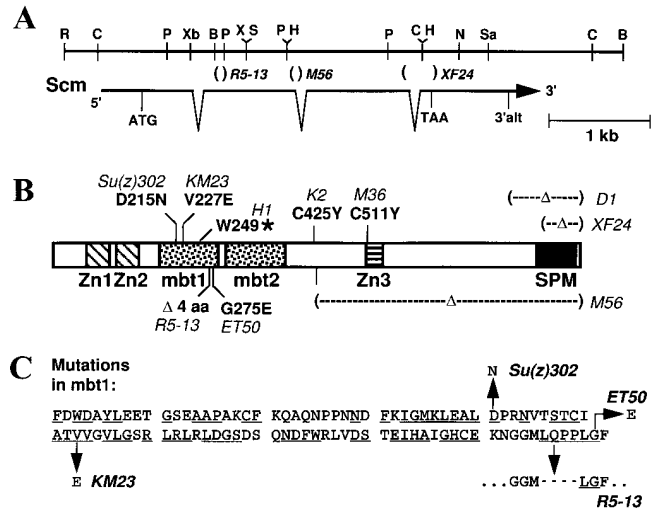 A
R C P Xb B P X S P H P C H N Sa C B
( ) R5-13 ( ) M56 ( ) XF24
Scm
5' 3'
ATG TAA 3'alt
1 kb
B
Su(z)302 KM23
D215N V227E H1 K2 M36 D1
W249* C425Y C511Y XF24
Δ
Δ
Zn1 Zn2 mbt1 mbt2 Zn3 SPM
Δ 4 aa G275E Δ M56
R5-13 ET50
C
Mutations
in mbt1:
N Su(z)302
ET50
FDWDAYLEET GSEAAPAKCF KQAQNPPNND FKIGMKLEAL DPRNVTSTCI E
ATVVGVLGSR LRLRLDGSDS QNDFWRLVDS TEIHAIGHCE KNGGMLQPPLGF
E KM23
...GGM----LGF..
R5-13